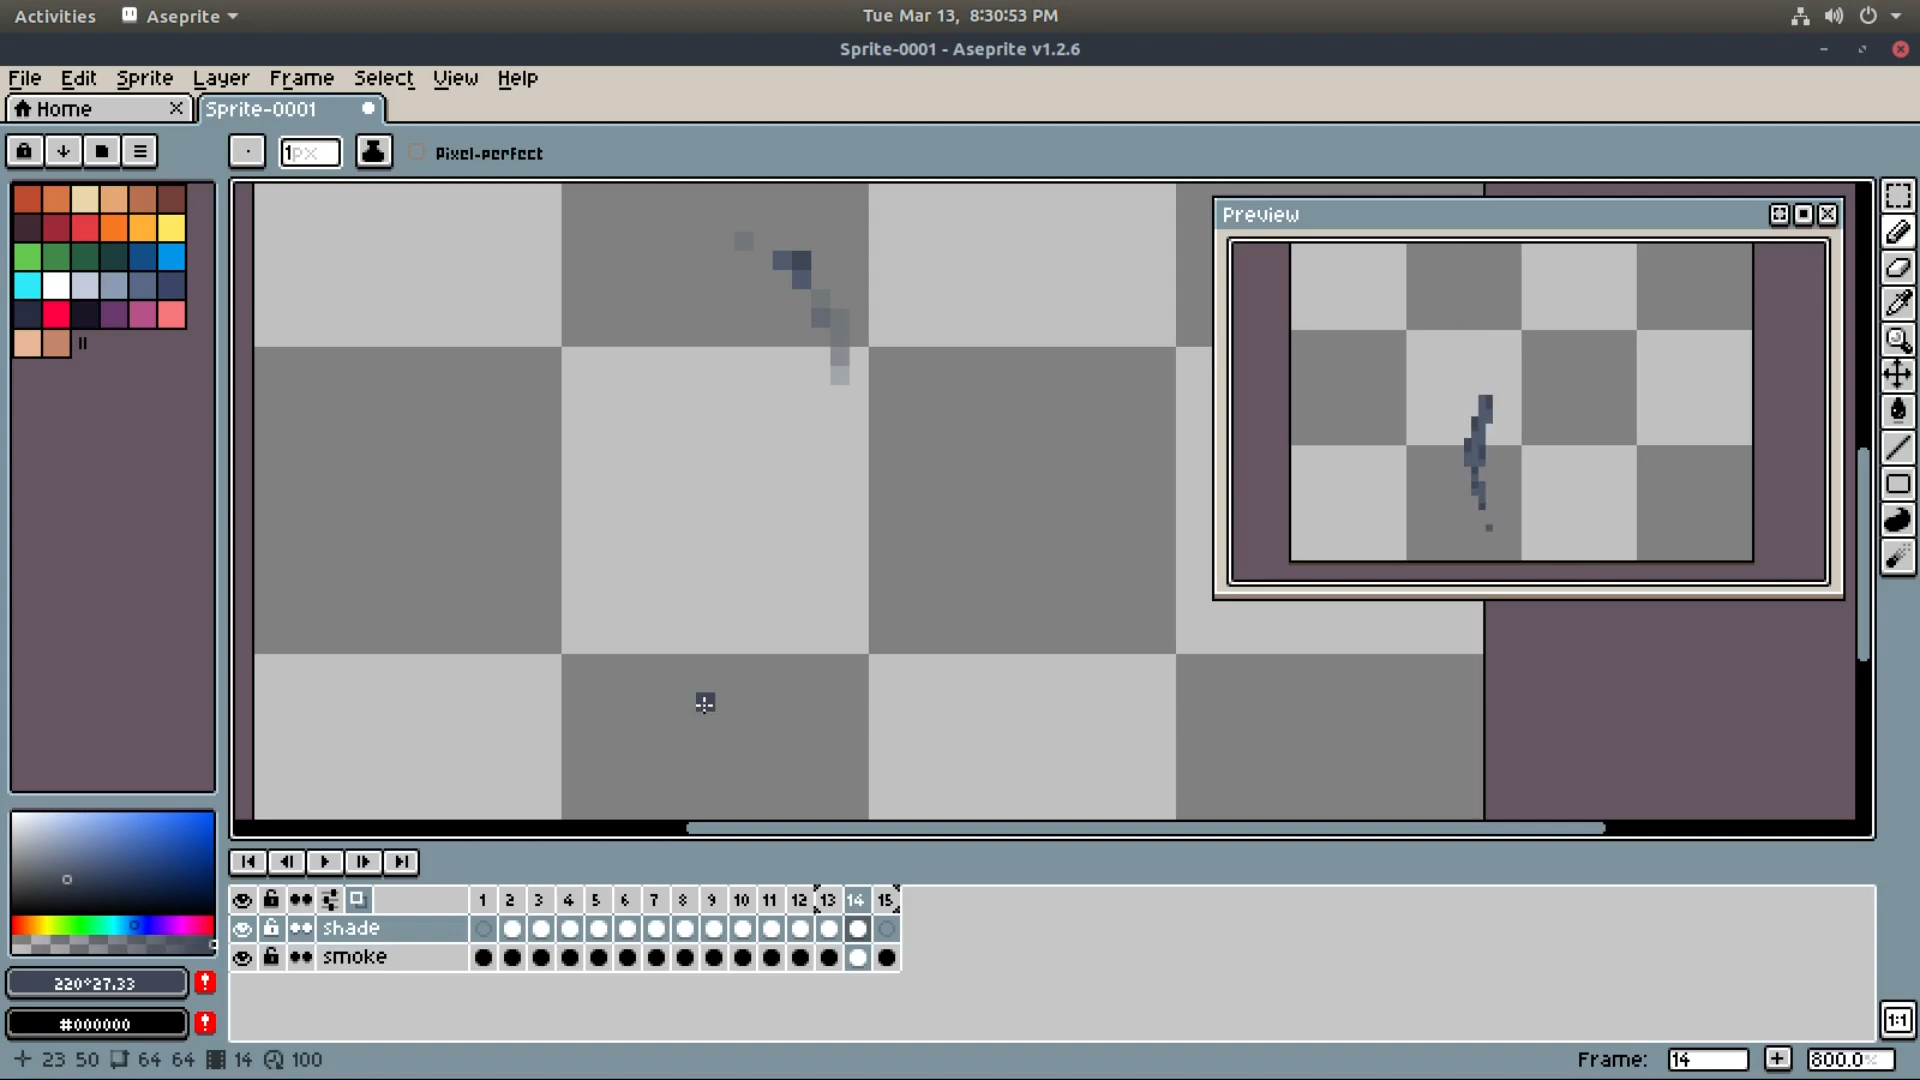 Activities Aseprite Tue Mar 13, 8:30:53 PM
Sprite-0001 - Aseprite v1.2.6
File Edit Sprite Layer Frame Select View Help
Home Sprite-0001
1px Pixel-perfect
Preview
1 2 3 4 5 6 7 8 9 10 11 12 13 14 15
shade
smoke
220°27.33
#000000
1:1
23 50 64 64 14 100 Frame: 14 800.0%